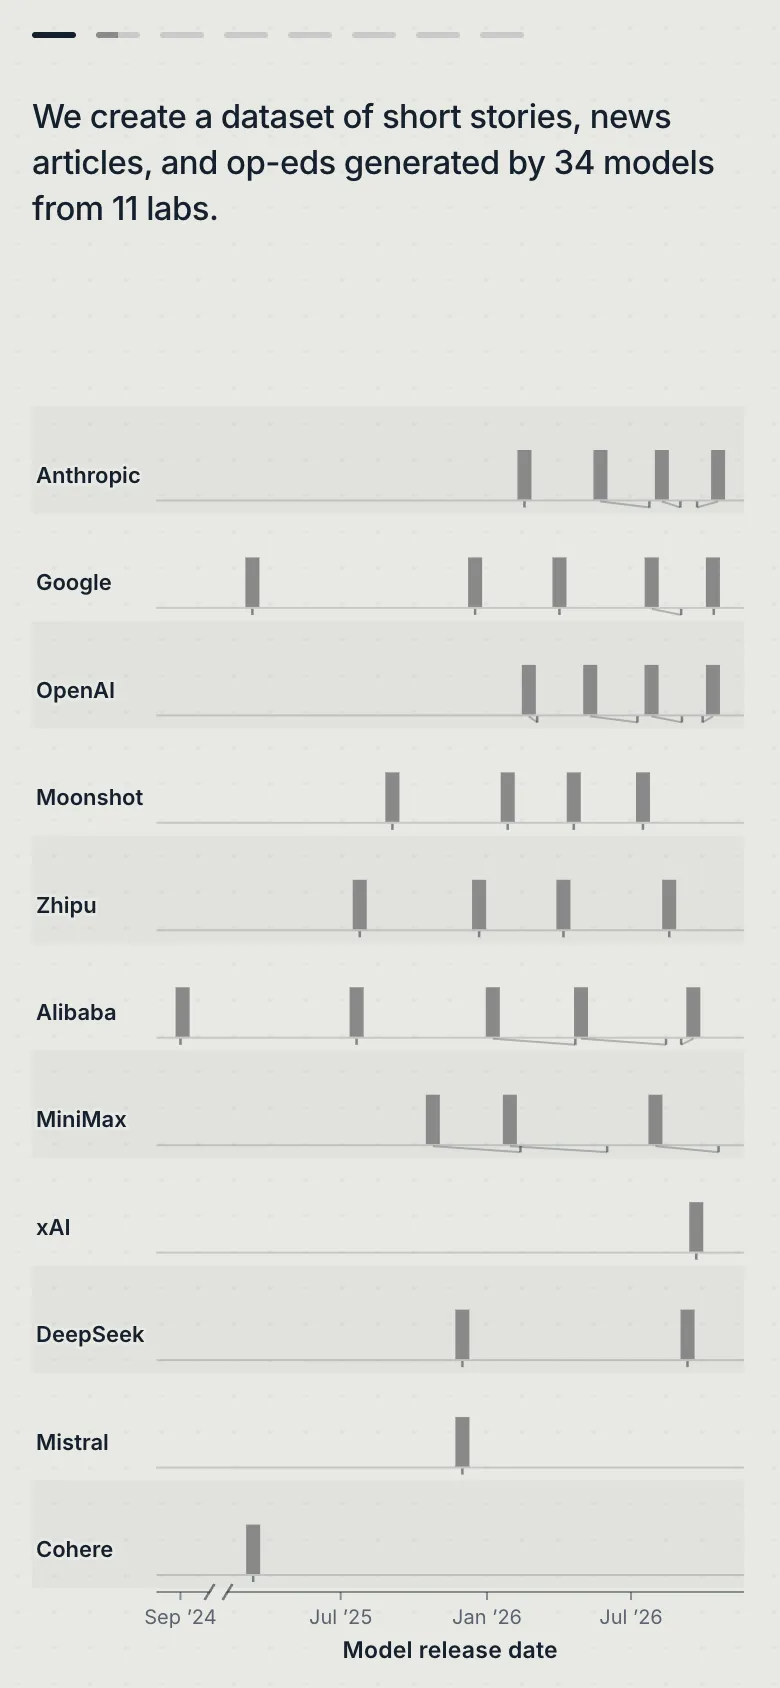 We create a dataset of short stories, news
articles, and op-eds generated by 34 models
from 11 labs.
Anthropic
Google
OpenAI
Moonshot
Zhipu
Alibaba
MiniMax
xAI
DeepSeek
Mistral
Cohere
Sep '24 Jul '25 Jan '26 Jul '26
Model release date